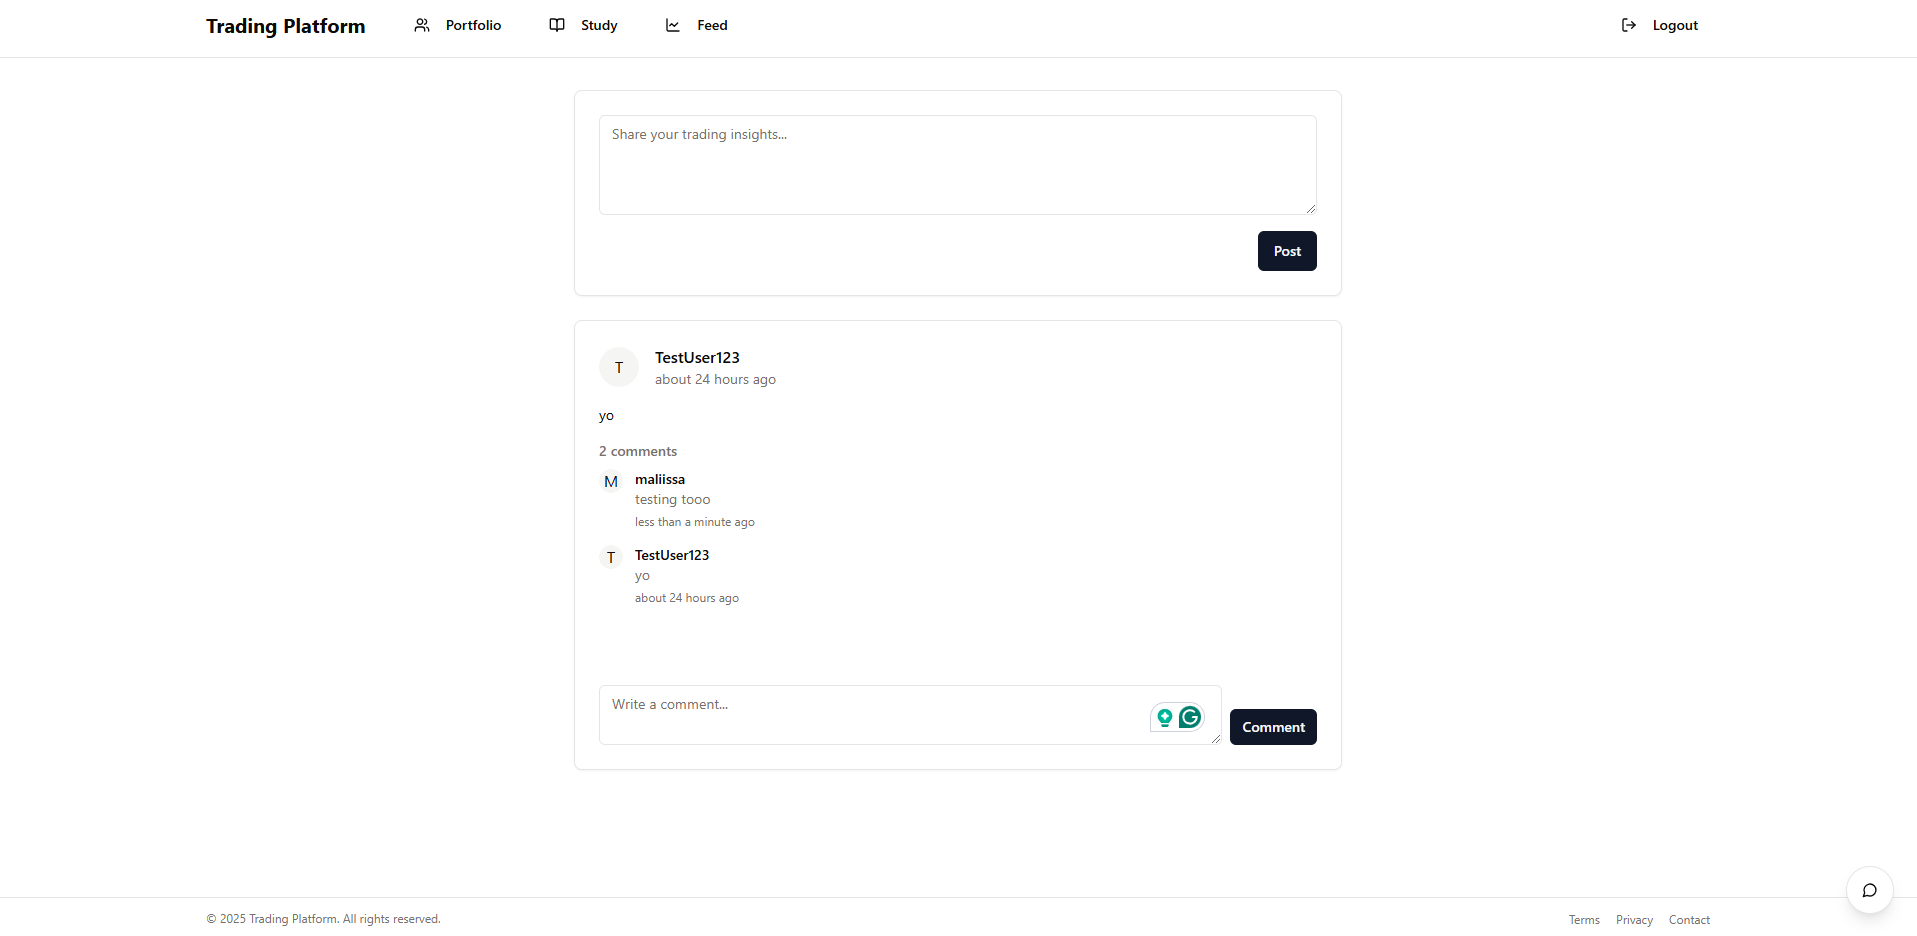 Trading Platform Portfolio Study Feed Logout
Share your trading insights...
Post
T
TestUser123
about 24 hours ago
yo
2 comments
M
maliissa
testing tooo
less than a minute ago
T
TestUser123
yo
about 24 hours ago
Write a comment...
G
Comment
© 2025 Trading Platform. All rights reserved. Terms Privacy Contact